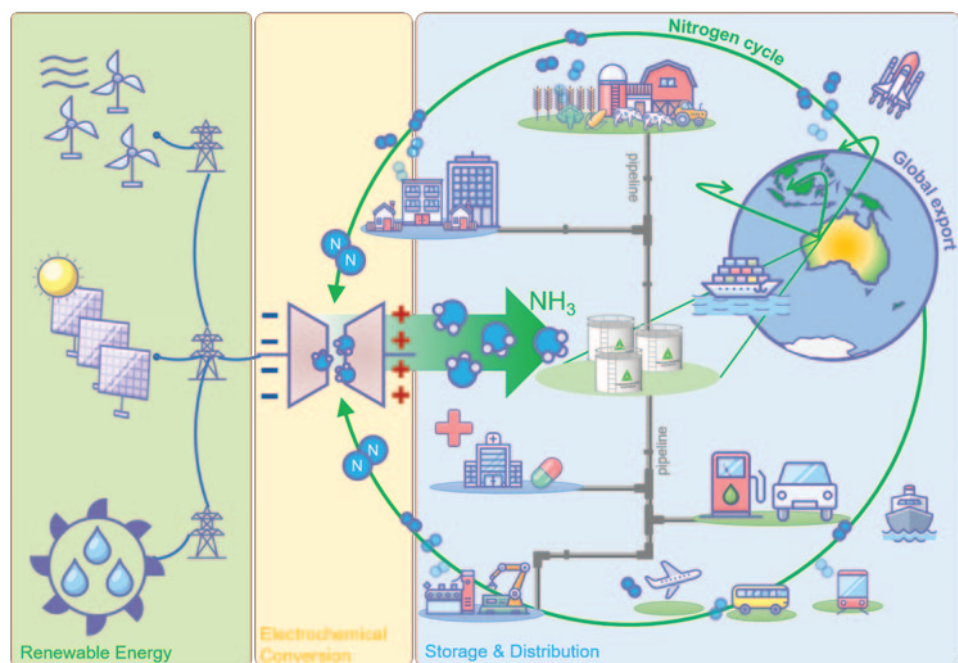 Nitrogen cycle
Global export
pipeline
N
N
NH₃
− +
− +
− +
− +
pipeline
N
N
Renewable Energy
Electrochemical
Conversion
Storage & Distribution